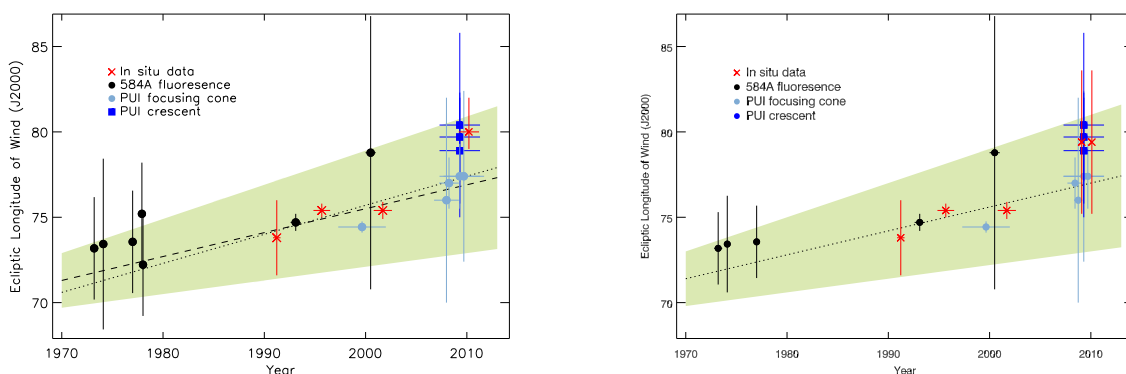 85
80
75
70
Ecliptic Longitude of Wind (J2000)
In situ data
584A fluoresence
PUI focusing cone
PUI crescent
1970 1980 1990 2000 2010
Year
85
80
75
70
Ecliptic Longitude of Wind (J2000)
In situ data
584A fluoresence
PUI focusing cone
PUI crescent
1970 1980 1990 2000 2010
Year